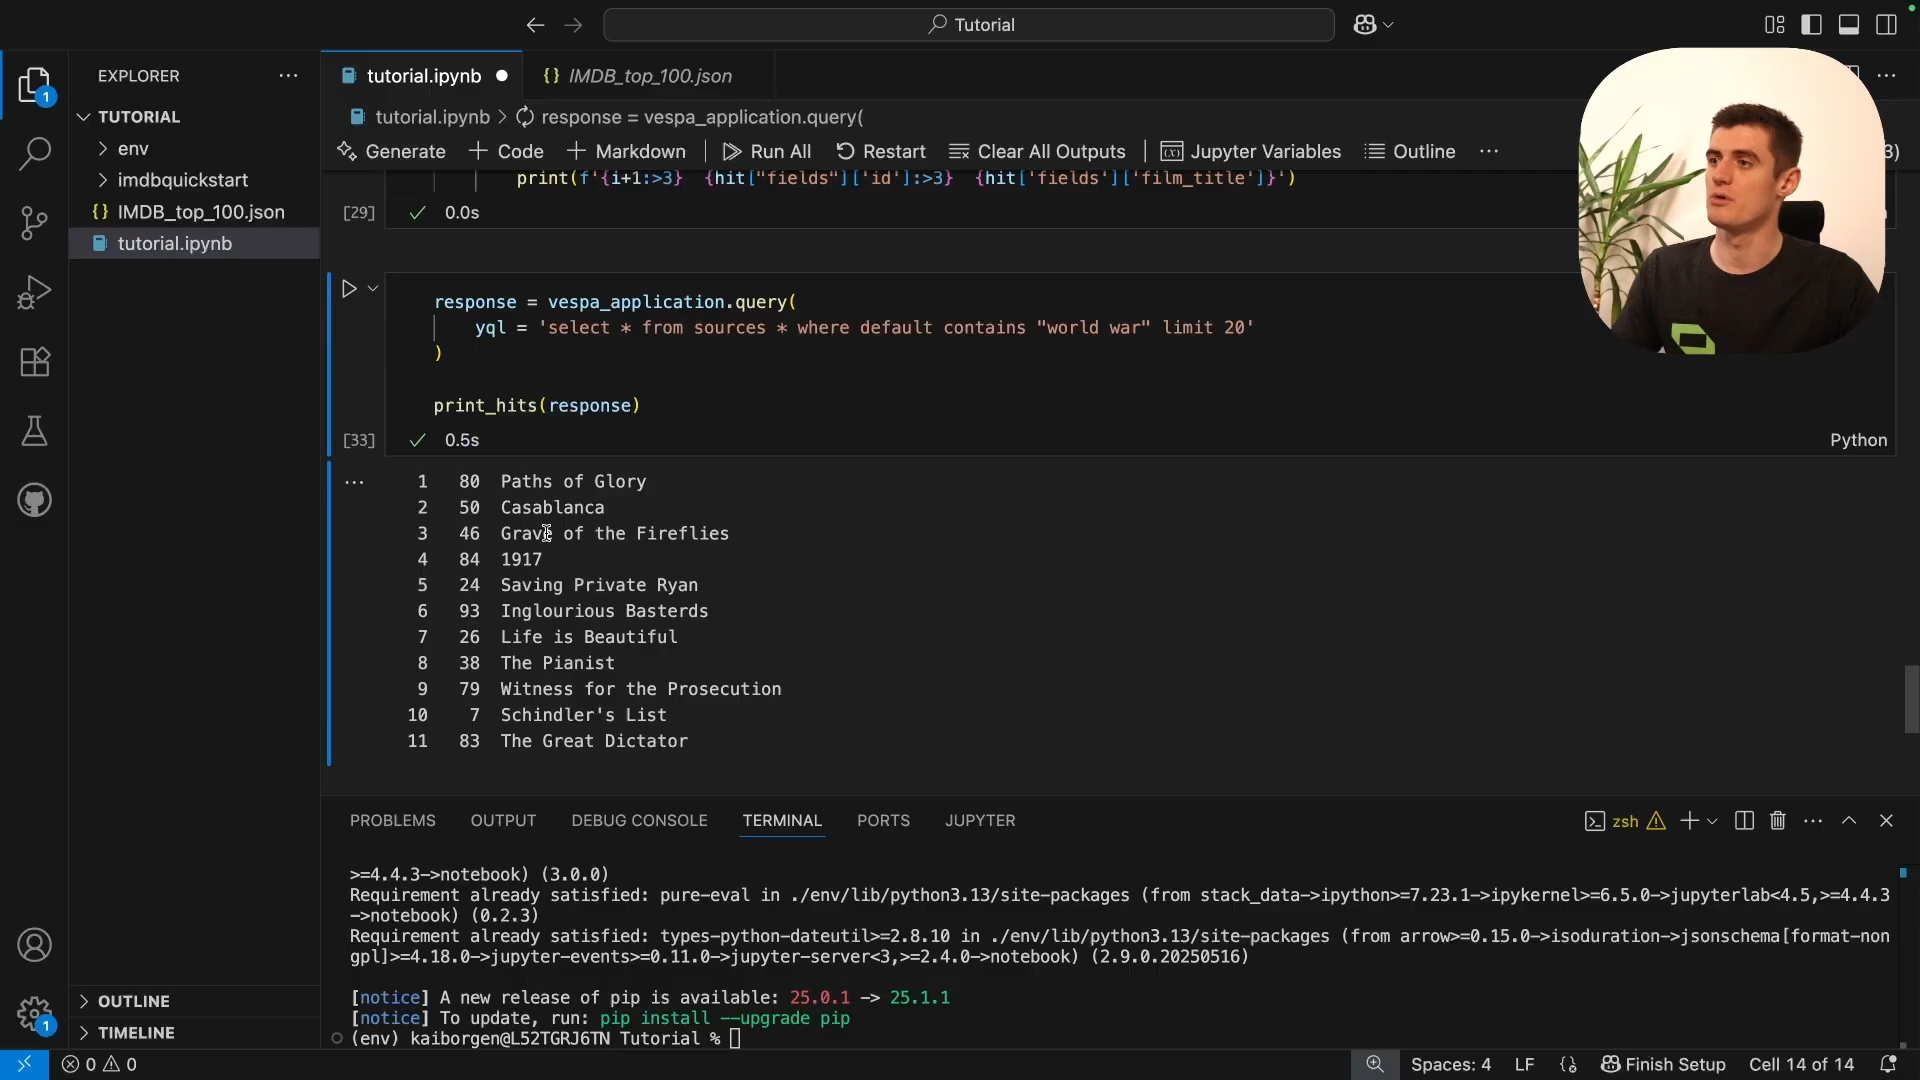 Tutorial
EXPLORER
TUTORIAL
env
imdbquickstart
IMDB_top_100.json
tutorial.ipynb
OUTLINE
TIMELINE
1
1
tutorial.ipynb
IMDB_top_100.json
tutorial.ipynb > response = vespa_application.query(
Generate + Code + Markdown | Run All Restart Clear All Outputs | Jupyter Variables Outline ...
3)
print(f'{i+1:>3} {hit["fields"]['id']:>3} {hit['fields']['film_title']}')
[29] ✓ 0.0s
response = vespa_application.query(
yql = 'select * from sources * where default contains "world war" limit 20'
)
print_hits(response)
[33] ✓ 0.5s
Python
1 80 Paths of Glory
2 50 Casablanca
3 46 Grave of the Fireflies
4 84 1917
5 24 Saving Private Ryan
6 93 Inglourious Basterds
7 26 Life is Beautiful
8 38 The Pianist
9 79 Witness for the Prosecution
10 7 Schindler's List
11 83 The Great Dictator
PROBLEMS OUTPUT DEBUG CONSOLE TERMINAL PORTS JUPYTER
zsh
>=4.4.3->notebook) (3.0.0)
Requirement already satisfied: pure-eval in ./env/lib/python3.13/site-packages (from stack_data->ipython>=7.23.1->ipykernel>=6.5.0->jupyterlab<4.5,>=4.4.3
->notebook) (0.2.3)
Requirement already satisfied: types-python-dateutil>=2.8.10 in ./env/lib/python3.13/site-packages (from arrow>=0.15.0->isoduration->jsonschema[format-non
gpl]>=4.18.0->jupyter-events>=0.11.0->jupyter-server<3,>=2.4.0->notebook) (2.9.0.20250516)
[notice] A new release of pip is available: 25.0.1 -> 25.1.1
[notice] To update, run: pip install --upgrade pip
(env) kaiborgen@L52TGRJ6TN Tutorial %
0 0
Spaces: 4 LF Finish Setup Cell 14 of 14